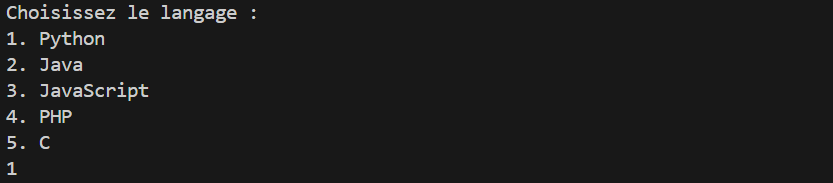 Choisissez le langage :
1. Python
2. Java
3. JavaScript
4. PHP
5. C
1